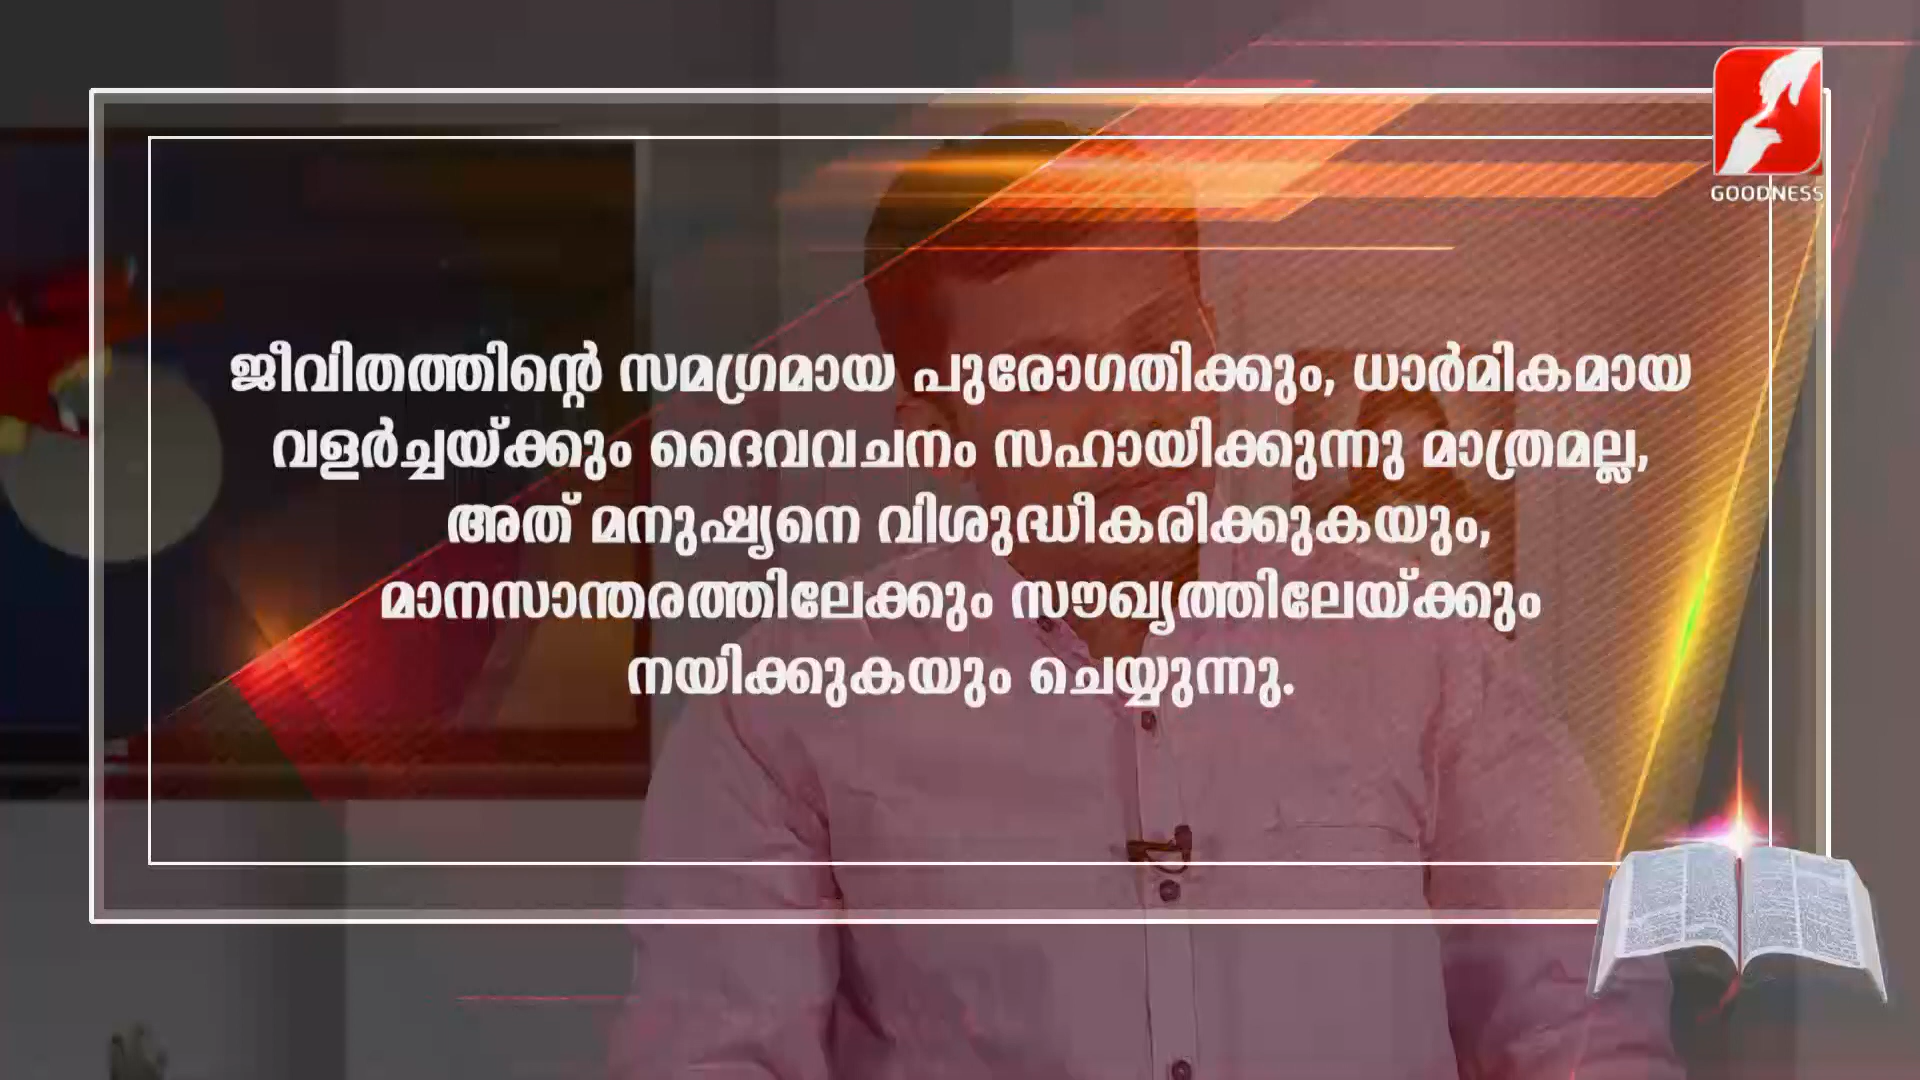 GOODNESS
ജീവിതത്തിന്റെ സമഗ്രമായ പുരോഗതിക്കും, ധാർമികമായ
വളർച്ചയ്ക്കും ദൈവവചനം സഹായിക്കുന്നു മാത്രമല്ല,
അത് മനുഷ്യനെ വിശുദ്ധീകരിക്കുകയും,
മാനസാന്തരത്തിലേക്കും സൗഖ്യത്തിലേയ്ക്കും
നയിക്കുകയും ചെയ്യുന്നു.